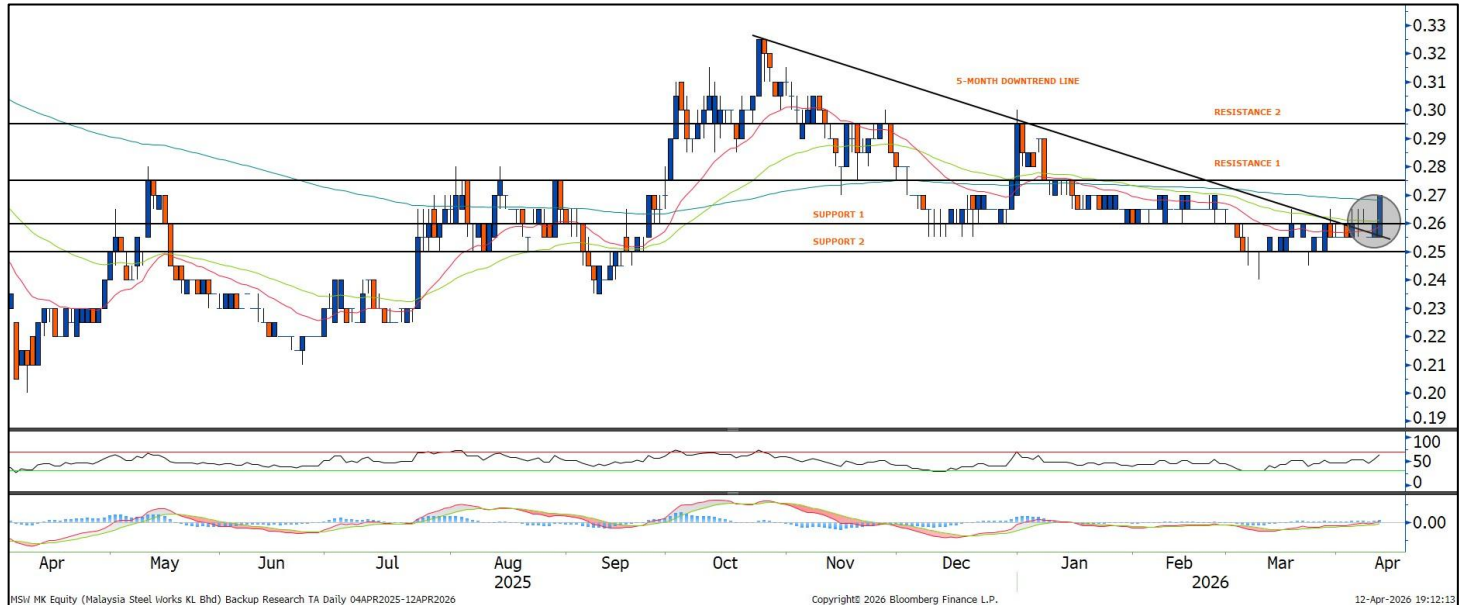 0.33
0.32
5-MONTH DOWNTREND LINE
0.31
RESISTANCE 2
0.30
0.29
RESISTANCE 1
0.28
0.27
SUPPORT 1
0.26
SUPPORT 2
0.25
0.24
0.23
0.22
0.21
0.20
0.19
100
50
0
0.00
Apr May Jun Jul Aug Sep Oct Nov Dec Jan Feb Mar Apr
2025 2026
MSW MK Equity (Malaysia Steel Works KL Bhd) Backup Research TA Daily 04APR2025-12APR2026 Copyright© 2026 Bloomberg Finance L.P. 12-Apr-2026 19:12:13